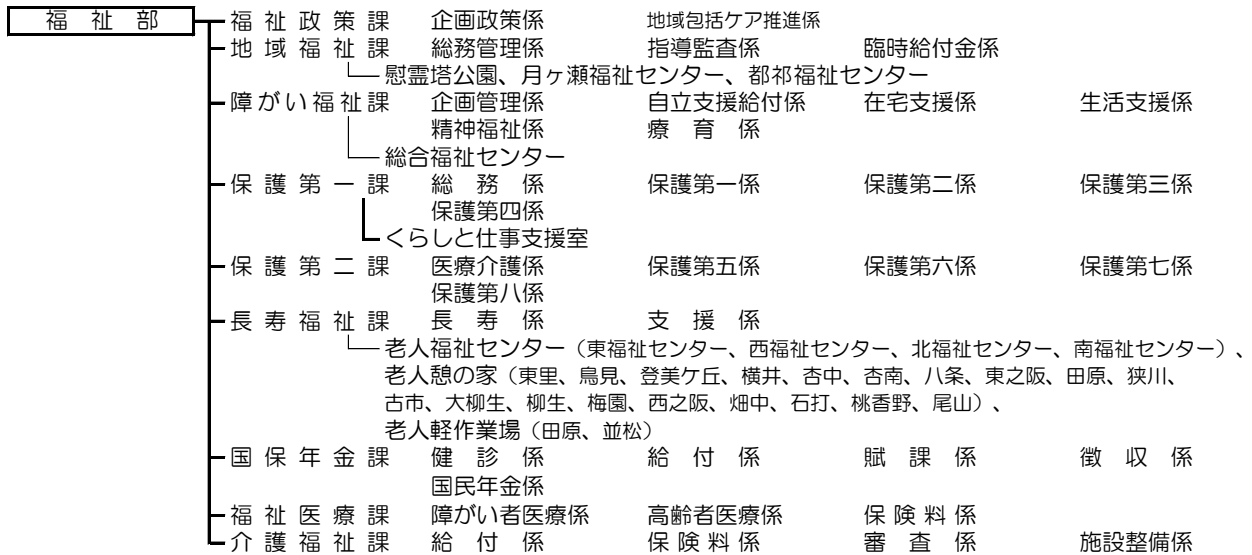 福祉部 福祉政策課 企画政策係 地域包括ケア推進係
地域福祉課 総務管理係 指導監査係 臨時給付金係
慰霊塔公園、月ヶ瀬福祉センター、都祁福祉センター
障がい福祉課 企画管理係 自立支援給付係 在宅支援係 生活支援係
精神福祉係 療育係
総合福祉センター
保護第一課 総務係 保護第一係 保護第二係 保護第三係
保護第四係
くらしと仕事支援室
保護第二課 医療介護係 保護第五係 保護第六係 保護第七係
保護第八係
長寿福祉課 長寿係 支援係
老人福祉センター（東福祉センター、西福祉センター、北福祉センター、南福祉センター）、
老人憩の家（東里、鳥見、登美ケ丘、横井、杏中、杏南、八条、東之阪、田原、狭川、
古市、大柳生、柳生、梅園、西之阪、畑中、石打、桃香野、尾山）、
老人軽作業場（田原、並松）
国保年金課 健診係 給付係 賦課係 徴収係
国民年金係
福祉医療課 障がい者医療係 高齢者医療係 保険料係
介護福祉課 給付係 保険料係 審査係 施設整備係